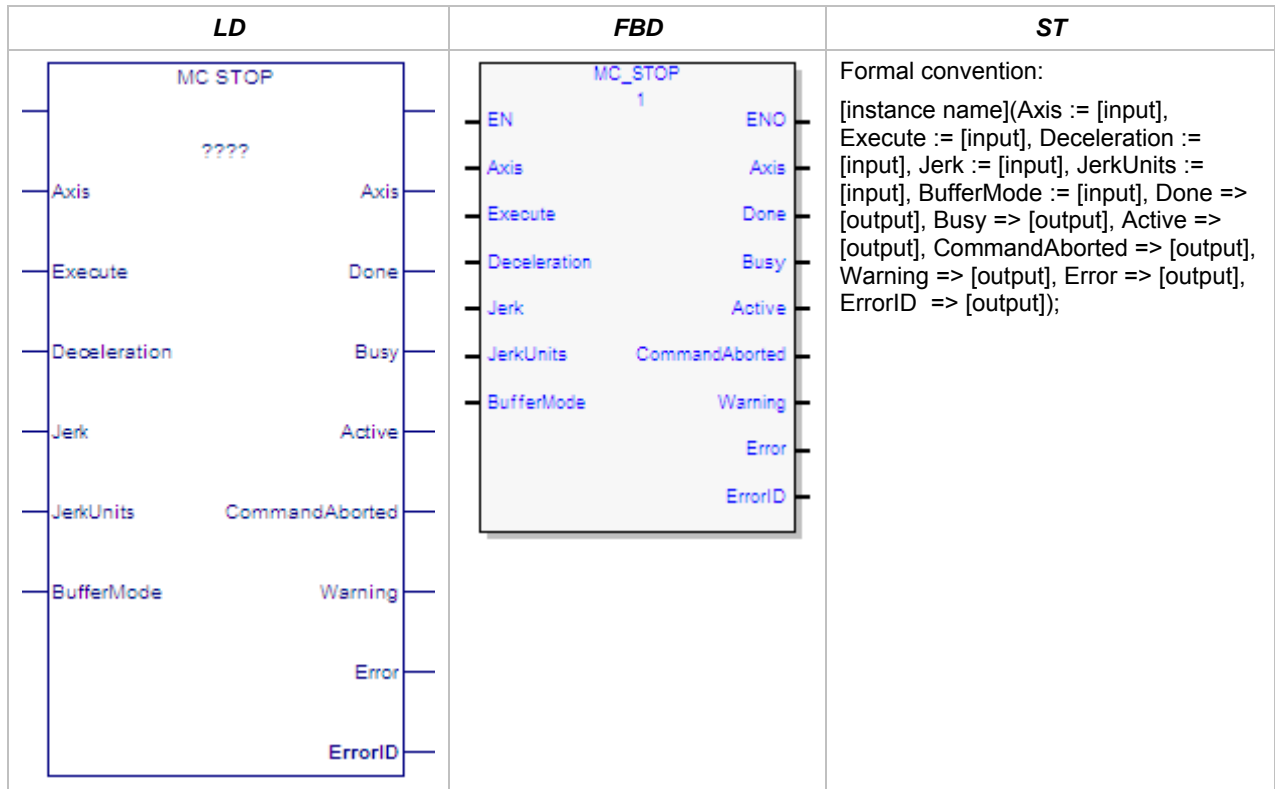 LD FBD ST
MC STOP
????
Axis Axis
Execute Done
Deceleration Busy
Jerk Active
JerkUnits CommandAborted
BufferMode Warning
Error
ErrorID
MC_STOP
1
EN ENO
Axis Axis
Execute Done
Deceleration Busy
Jerk Active
JerkUnits CommandAborted
BufferMode Warning
Error
ErrorID
Formal convention:
[instance name](Axis := [input],
Execute := [input], Deceleration :=
[input], Jerk := [input], JerkUnits :=
[input], BufferMode := [input], Done =>
[output], Busy => [output], Active =>
[output], CommandAborted => [output],
Warning => [output], Error => [output],
ErrorID => [output]);